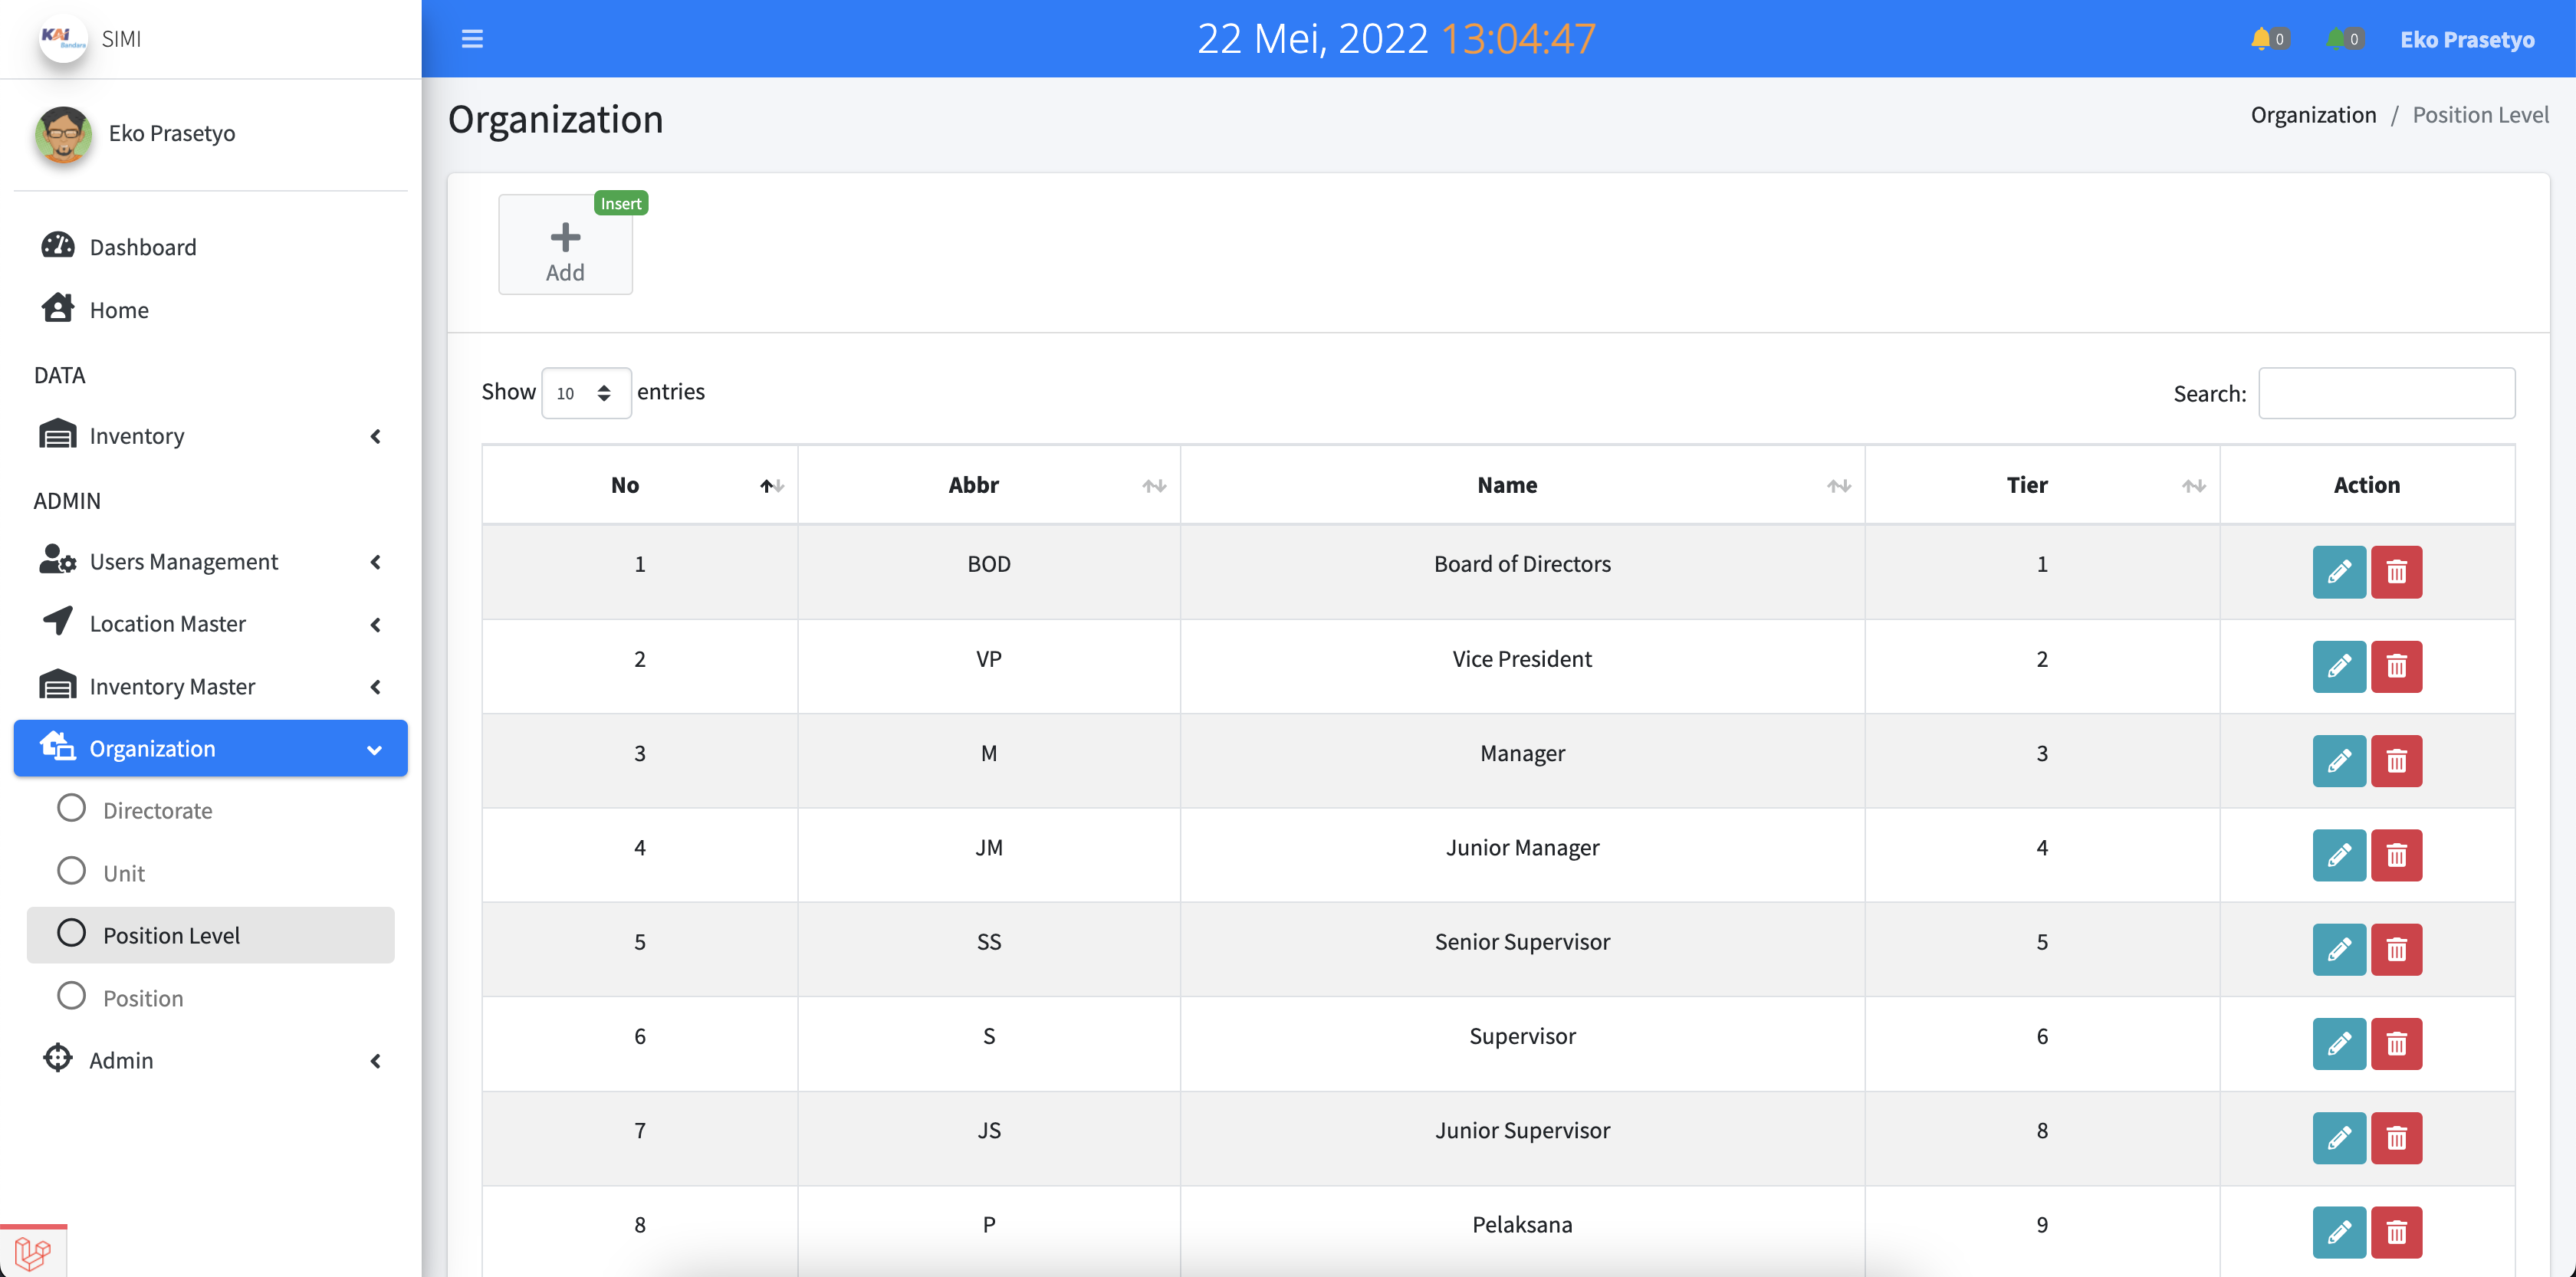 KAI Bandara SIMI
22 Mei, 2022 13:04:47
0 0 Eko Prasetyo
Eko Prasetyo
Dashboard
Home
DATA
Inventory
ADMIN
Users Management
Location Master
Inventory Master
Organization
Directorate
Unit
Position Level
Position
Admin
Organization
Organization / Position Level
Insert
Add
Show 10 entries
Search:
No Abbr Name Tier Action
1 BOD Board of Directors 1
2 VP Vice President 2
3 M Manager 3
4 JM Junior Manager 4
5 SS Senior Supervisor 5
6 S Supervisor 6
7 JS Junior Supervisor 8
8 P Pelaksana 9